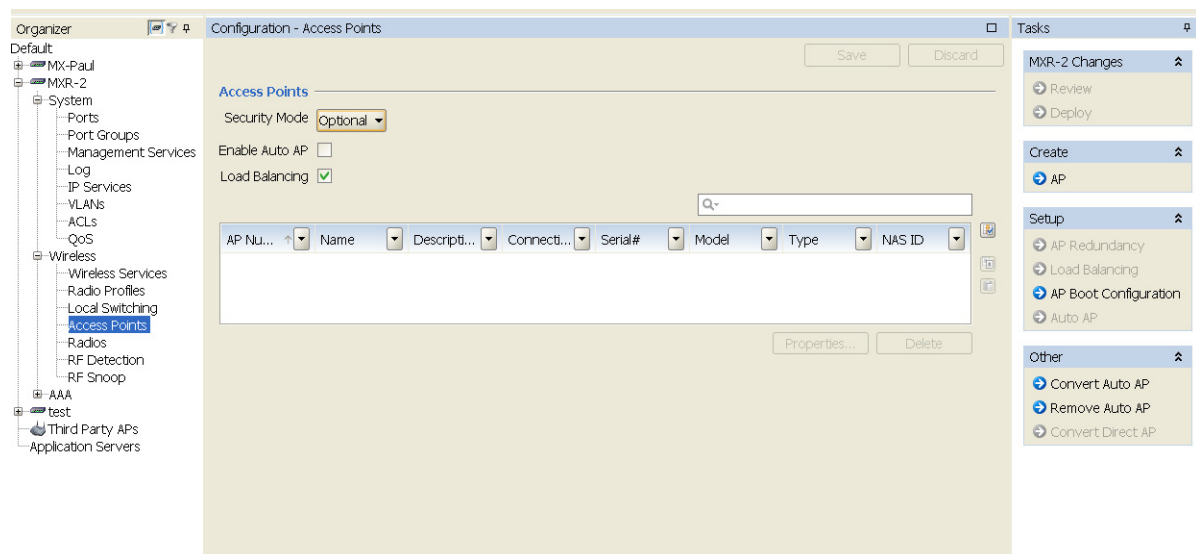 Organizer
Default
MX-Paul
MXR-2
System
Ports
Port Groups
Management Services
Log
IP Services
VLANs
ACLs
QoS
Wireless
Wireless Services
Radio Profiles
Local Switching
Access Points
Radios
RF Detection
RF Snoop
AAA
test
Third Party APs
Application Servers
Configuration - Access Points
Save Discard
Access Points
Security Mode Optional
Enable Auto AP
Load Balancing
AP Nu... Name Descripti... Connecti... Serial# Model Type NAS ID
Properties... Delete
Tasks
MXR-2 Changes
Review
Deploy
Create
AP
Setup
AP Redundancy
Load Balancing
AP Boot Configuration
Auto AP
Other
Convert Auto AP
Remove Auto AP
Convert Direct AP